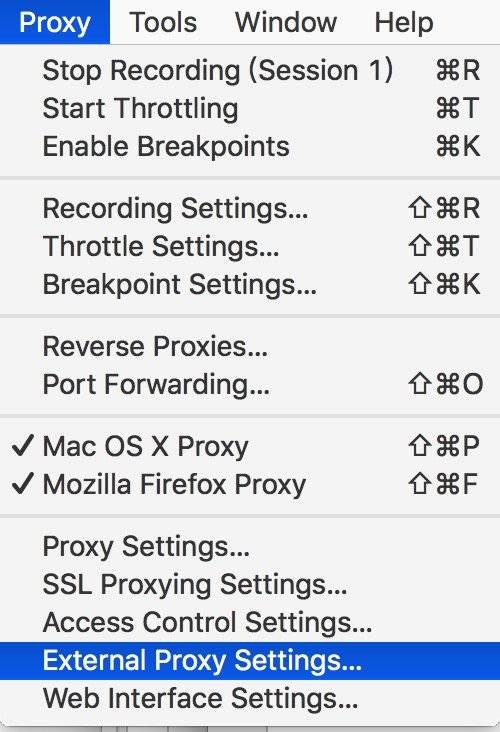 Proxy Tools Window Help
Stop Recording (Session 1) ⌘R
Start Throttling ⌘T
Enable Breakpoints ⌘K
Recording Settings... ⇧⌘R
Throttle Settings... ⇧⌘T
Breakpoint Settings... ⇧⌘K
Reverse Proxies...
Port Forwarding... ⇧⌘O
✓ Mac OS X Proxy ⇧⌘P
✓ Mozilla Firefox Proxy ⇧⌘F
Proxy Settings...
SSL Proxying Settings...
Access Control Settings...
External Proxy Settings...
Web Interface Settings...